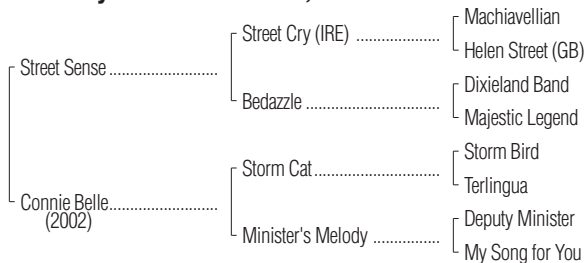 Machiavellian
Street Cry (IRE) ..................
Helen Street (GB)
Street Sense ........................
Dixieland Band
Bedazzle ...........................
Majestic Legend
Storm Bird
Storm Cat.........................
Terlingua
Connie Belle........................
(2002)
Deputy Minister
Minister's Melody ..............
My Song for You